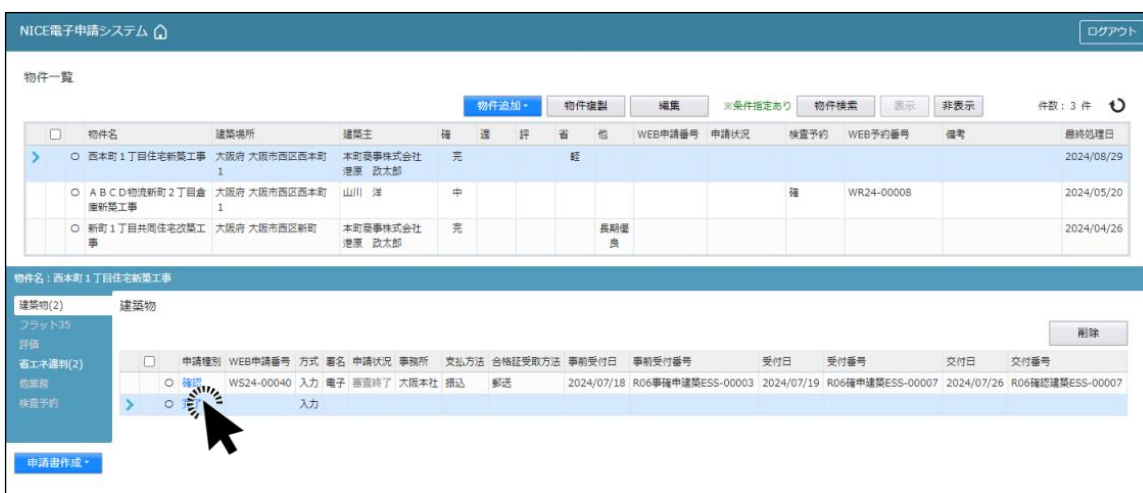 NICE電子申請システム
ログアウト
物件一覧
物件追加 物件複製 編集 ※条件指定あり 物件検索 表示 非表示 件数：3 件
物件名 建築場所 建築主 確 適 評 省 他 WEB申請番号 申請状況 検査予約 WEB予約番号 備考 最終処理日
○ 西本町１丁目住宅新築工事 大阪府 大阪市西区西本町 本町商事株式会社 完 軽 2024/08/29
1 港原 政太郎
○ ＡＢＣＤ物流新町２丁目倉 大阪府 大阪市西区西本町 山川 洋 中 確 WR24-00008 2024/05/20
庫新築工事 1
○ 新町１丁目共同住宅改築工 大阪府 大阪市西区新町 本町商事株式会社 完 長期優 2024/04/26
事 港原 政太郎 良
物件名：西本町１丁目住宅新築工事
建築物(2)
フラット35
評価
省エネ適判(2)
他業務
検査予約
申請書作成
建築物
削除
申請種別 WEB申請番号 方式 署名 申請状況 事務所 支払方法 合格証受取方法 事前受付日 事前受付番号 受付日 受付番号 交付日 交付番号
○ 確認 WS24-00040 入力 電子 審査終了 大阪本社 振込 郵送 2024/07/18 R06事確申建築ESS-00003 2024/07/19 R06確申建築ESS-00007 2024/07/26 R06確認建築ESS-00007
○ 完了 入力